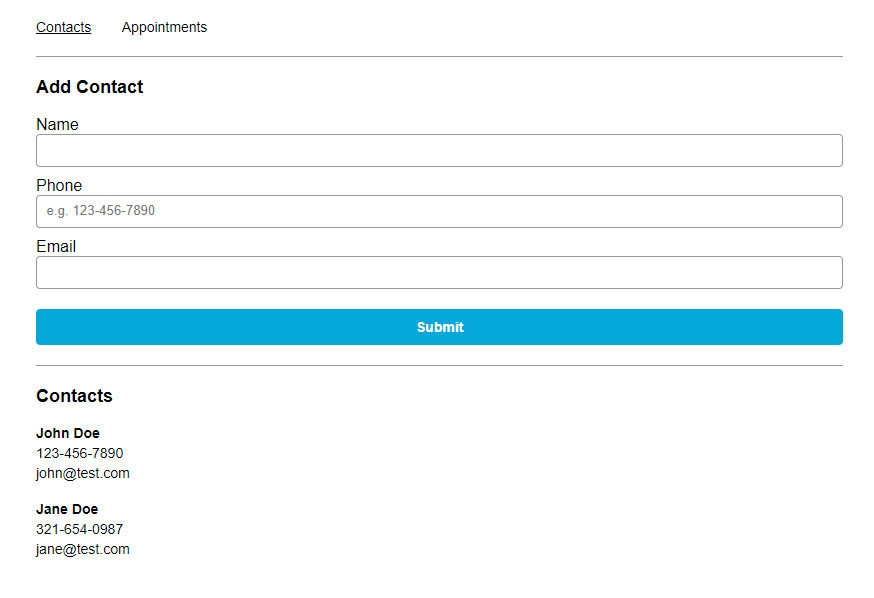 Contacts Appointments
Add Contact
Name
Phone
e.g. 123-456-7890
Email
Submit
Contacts
John Doe
123-456-7890
john@test.com
Jane Doe
321-654-0987
jane@test.com